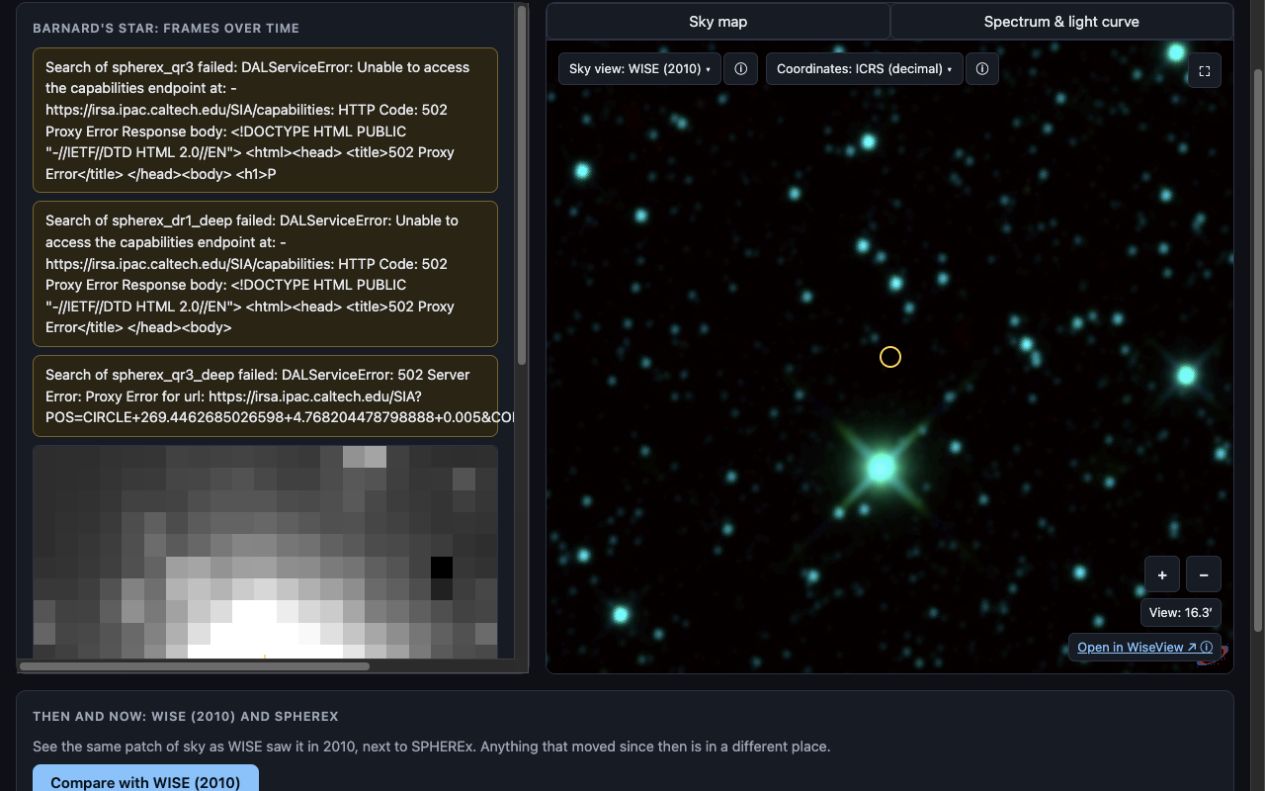 BARNARD'S STAR: FRAMES OVER TIME
Search of spherex_qr3 failed: DALServiceError: Unable to access
the capabilities endpoint at: -
https://irsa.ipac.caltech.edu/SIA/capabilities: HTTP Code: 502
Proxy Error Response body: <!DOCTYPE HTML PUBLIC
"-//IETF//DTD HTML 2.0//EN"> <html><head> <title>502 Proxy
Error</title> </head><body> <h1>P
Search of spherex_dr1_deep failed: DALServiceError: Unable to
access the capabilities endpoint at: -
https://irsa.ipac.caltech.edu/SIA/capabilities: HTTP Code: 502
Proxy Error Response body: <!DOCTYPE HTML PUBLIC
"-//IETF//DTD HTML 2.0//EN"> <html><head> <title>502 Proxy
Error</title> </head><body>
Search of spherex_qr3_deep failed: DALServiceError: 502 Server
Error: Proxy Error for url: https://irsa.ipac.caltech.edu/SIA?
POS=CIRCLE+269.4462685026598+4.768204478798888+0.005&COI
Sky map
Spectrum & light curve
Sky view: WISE (2010) ▾ ⓘ
Coordinates: ICRS (decimal) ▾ ⓘ
+ −
View: 16.3′
Open in WiseView ↗ ⓘ
THEN AND NOW: WISE (2010) AND SPHEREX
See the same patch of sky as WISE saw it in 2010, next to SPHEREx. Anything that moved since then is in a different place.
Compare with WISE (2010)